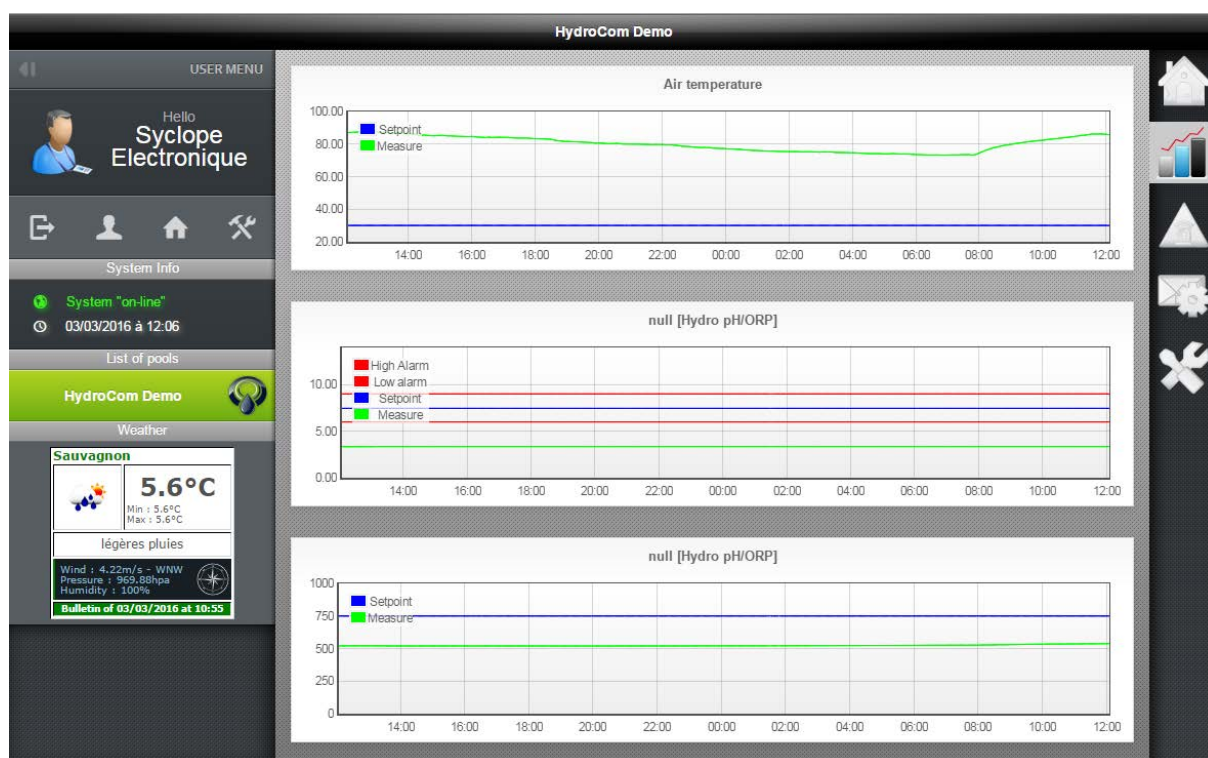 HydroCom Demo
USER MENU
Hello
Syclope
Electronique
System Info
System "on-line"
03/03/2016 à 12:06
List of pools
HydroCom Demo
Weather
Sauvagnon
5.6°C
Min : 5.6°C
Max : 5.6°C
légères pluies
Wind : 4.22m/s - WNW
Pressure : 969.88hpa
Humidity : 100%
Bulletin of 03/03/2016 at 10:55
Air temperature
100.00
80.00
60.00
40.00
20.00
Setpoint
Measure
14:00 16:00 18:00 20:00 22:00 00:00 02:00 04:00 06:00 08:00 10:00 12:00
null [Hydro pH/ORP]
10.00
5.00
0.00
High Alarm
Low alarm
Setpoint
Measure
14:00 16:00 18:00 20:00 22:00 00:00 02:00 04:00 06:00 08:00 10:00 12:00
null [Hydro pH/ORP]
1000
750
500
250
0
Setpoint
Measure
14:00 16:00 18:00 20:00 22:00 00:00 02:00 04:00 06:00 08:00 10:00 12:00